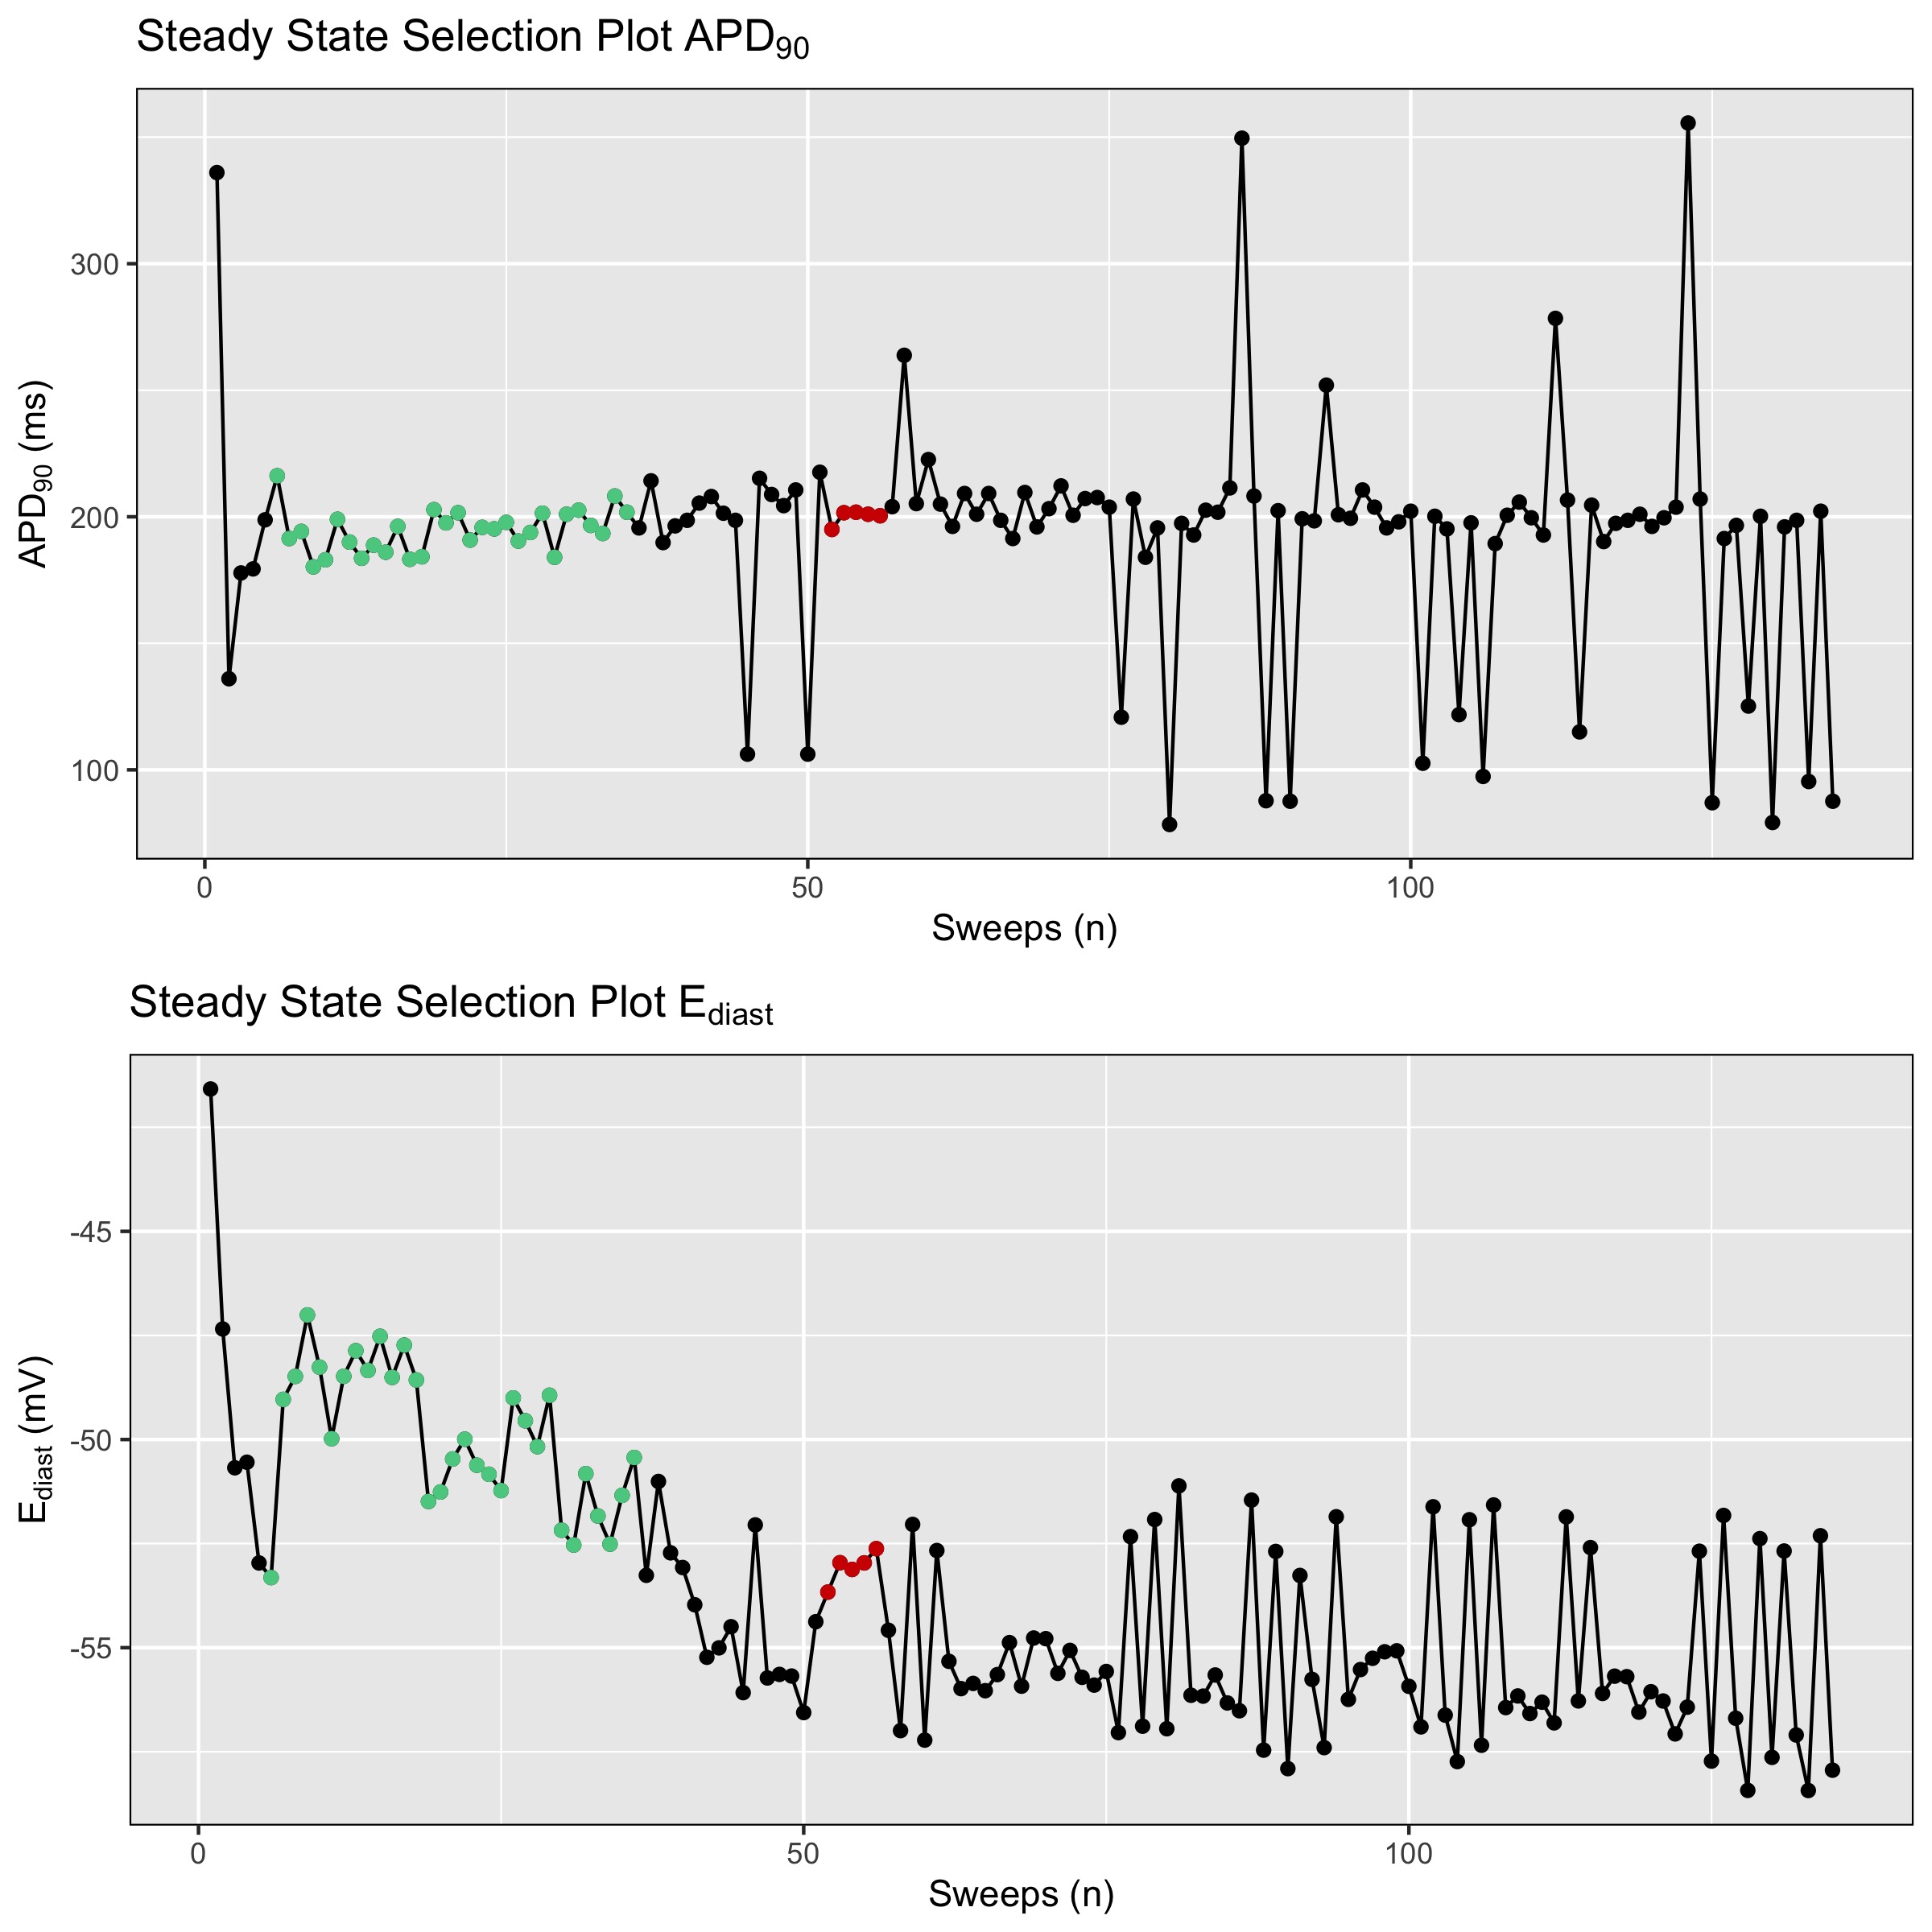 Steady State Selection Plot APD90
300
200
100
APD90 (ms)
0 50 100
Sweeps (n)
Steady State Selection Plot Ediast
-45
-50
-55
Ediast (mV)
0 50 100
Sweeps (n)